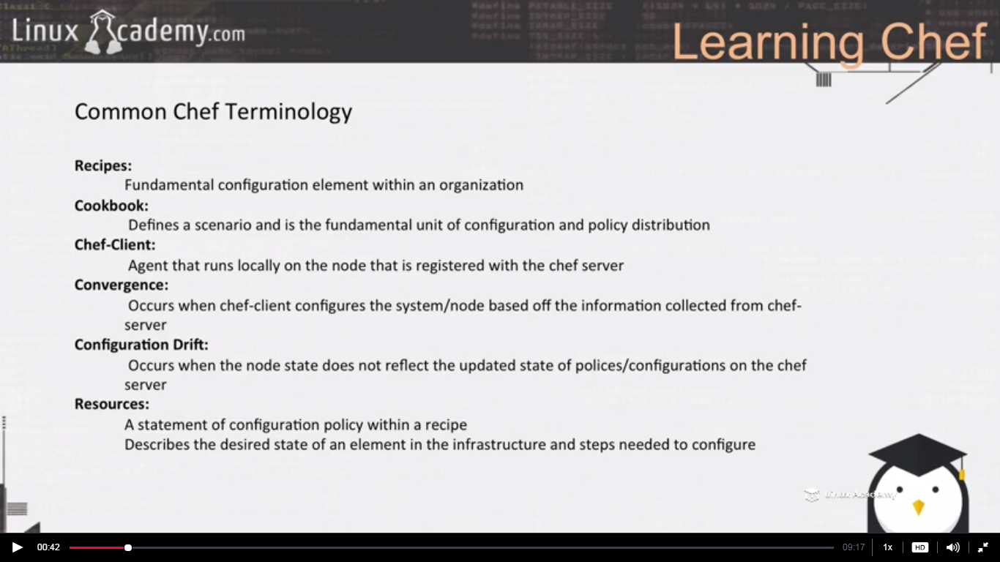 Linux Academy.com
Learning Chef
Common Chef Terminology
Recipes:
Fundamental configuration element within an organization
Cookbook:
Defines a scenario and is the fundamental unit of configuration and policy distribution
Chef-Client:
Agent that runs locally on the node that is registered with the chef server
Convergence:
Occurs when chef-client configures the system/node based off the information collected from chef-
server
Configuration Drift:
Occurs when the node state does not reflect the updated state of polices/configurations on the chef
server
Resources:
A statement of configuration policy within a recipe
Describes the desired state of an element in the infrastructure and steps needed to configure
Linux Academy
00:42
09:17
1x
HD